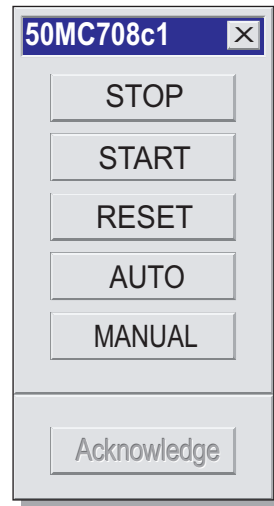 50MC708c1
STOP
START
RESET
AUTO
MANUAL
Acknowledge